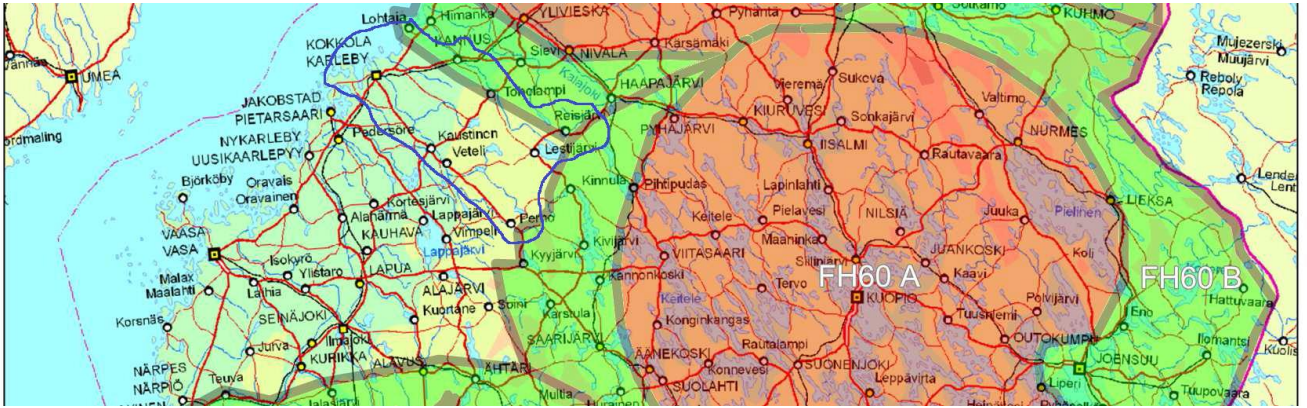 Lohtaja
Himanka
YLIVIESKA
Pyhäntä
KUHMO
KOKKOLA
KARLEBY
KANNUS
Sievi
NIVALA
Kärsämäki
UMEA
Mujezerski
Muujärvi
Reboly
Repola
JAKOBSTAD
PIETARSAARI
Toholampi
Kalajoki
HAAPAJÄRVI
Vieremä
Sukeva
Valtimo
NYKARLEBY
UUSIKAARLEPYY
Pedersöre
Kaustinen
Veteli
Reisjärvi
Lestijärvi
PYHÄJÄRVI
KIURUVESI
Sonkajärvi
NURMES
IISALMI
Rautavaara
Björköby
Oravais
Oravainen
Kortesjärvi
Alahärmä
KAUHAVA
Lappajärvi
Vimpeli
Lappajärvi
Perho
Kinnula
Pihtipudas
Lapinlahti
Keitele
Pielavesi
NILSIÄ
Juuka
Pielinen
LIEKSA
VAASA
VASA
Isokyrö
Ylistaro
LAPUA
Kyyjärvi
Kivijärvi
VIITASAARI
Maaninka
Siilinjärvi
JUANKOSKI
Koli
Malax
Maalahti
Laihia
ALAJÄRVI
Kannonkoski
Tervo
FH60 A
KUOPIO
Kaavi
FH60 B
Hattuvaara
Korsnäs
SEINÄJOKI
Ilmajoki
Kuortane
Soini
Karstula
Keitele
Konginkangas
Tuusniemi
Polvijärvi
Eno
Jurva
KURIKKA
SAARIJÄRVI
Rautalampi
OUTOKUMPU
Ilomantsi
NÄRPES
NÄRPIÖ
Teuva
ALAVUS
ÄHTÄRI
ÄÄNEKOSKI
Konnevesi
SUONENJOKI
JOENSUU
Jalasjärvi
Multia
SUOLAHTI
Leppävirta
Liperi
Tuupovaara